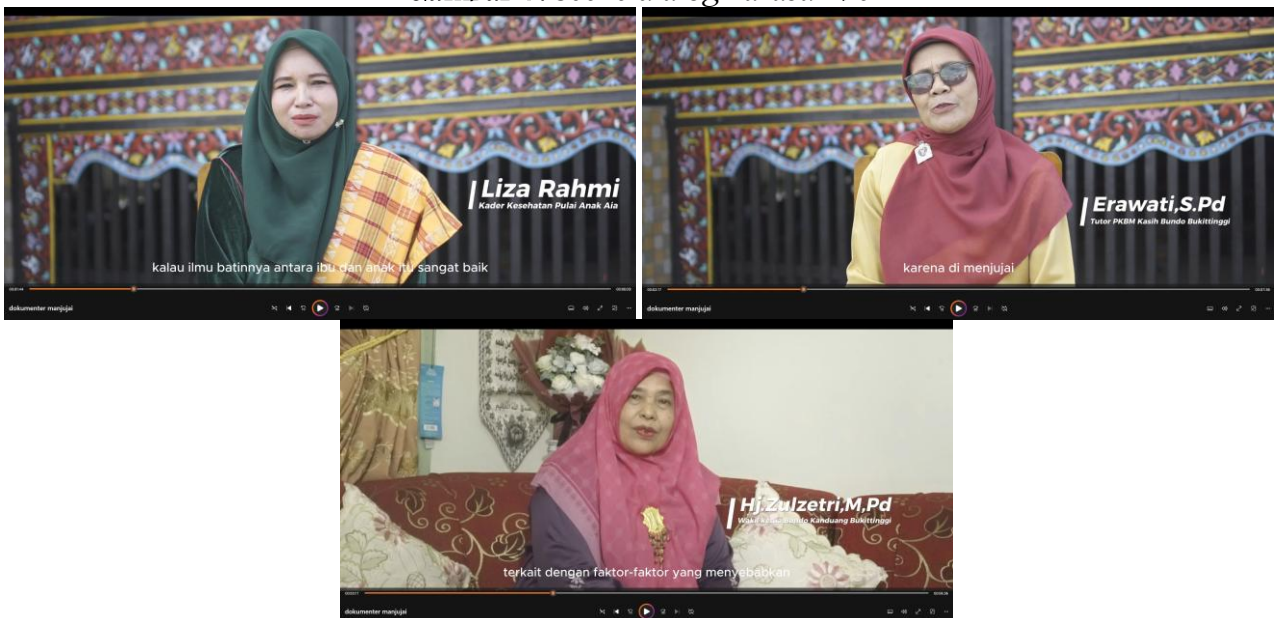 Liza Rahmi
Kader Kesehatan Pulai Anak Aia
kalau ilmu batinnya antara ibu dan anak itu sangat baik
dokumenter manjujai
Erawati,S.Pd
Tutor PKBM Kasih Bundo Bukittinggi
karena di menjujai
dokumenter manjujai
Hj.Zulzetri,M,Pd
Bundo Kanduang Bukittinggi
terkait dengan faktor-faktor yang menyebabkan
dokumenter manjujai